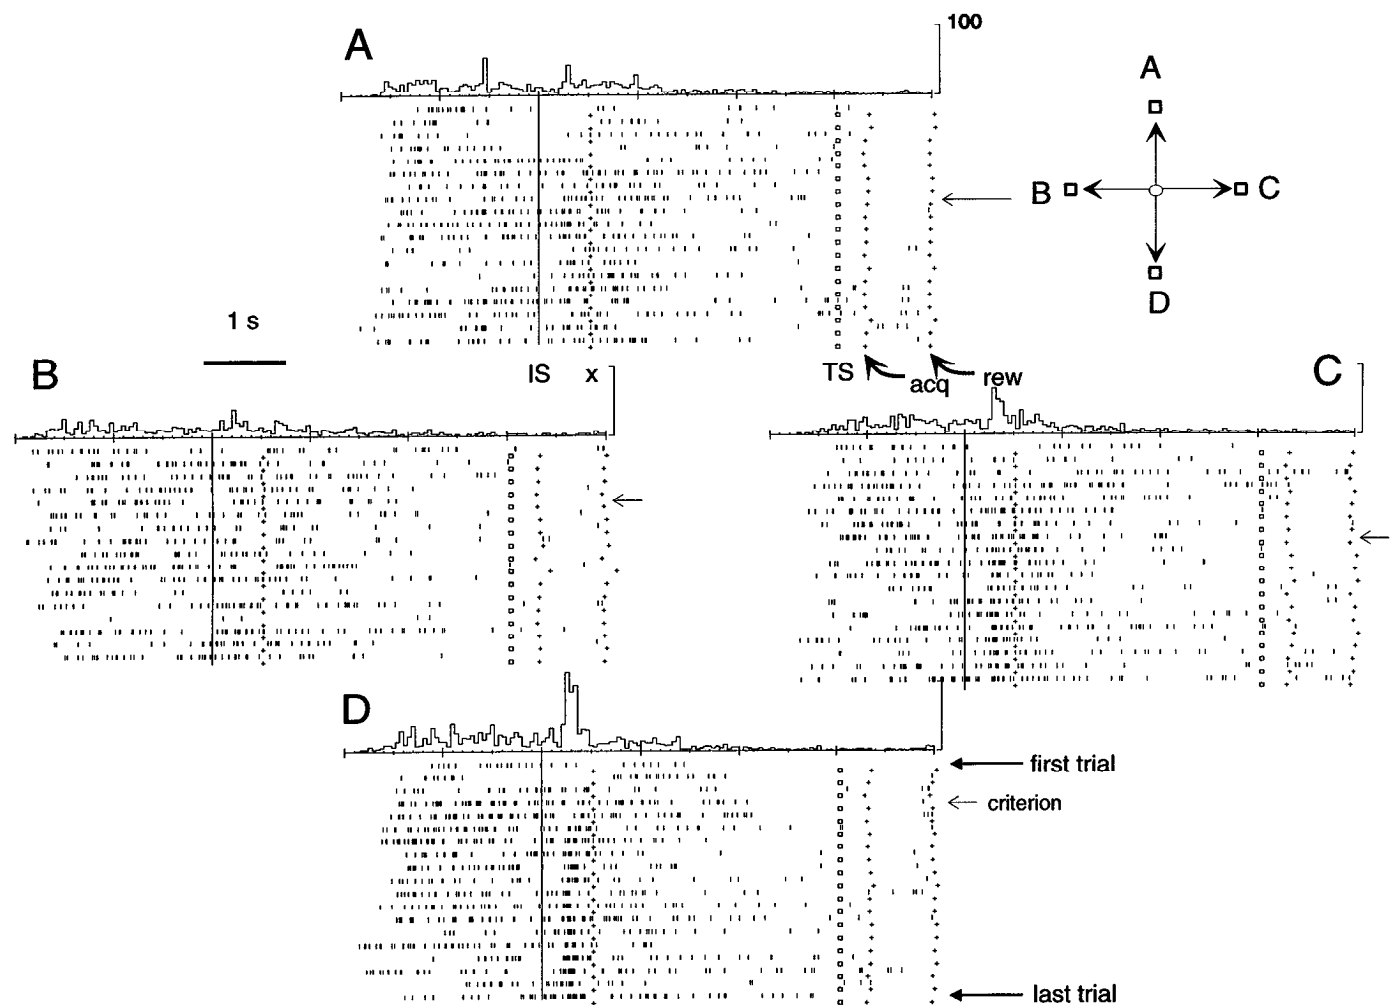 A
100
A
B
C
D
1 s
B
IS
x
TS
acq
rew
C
D
first trial
criterion
last trial